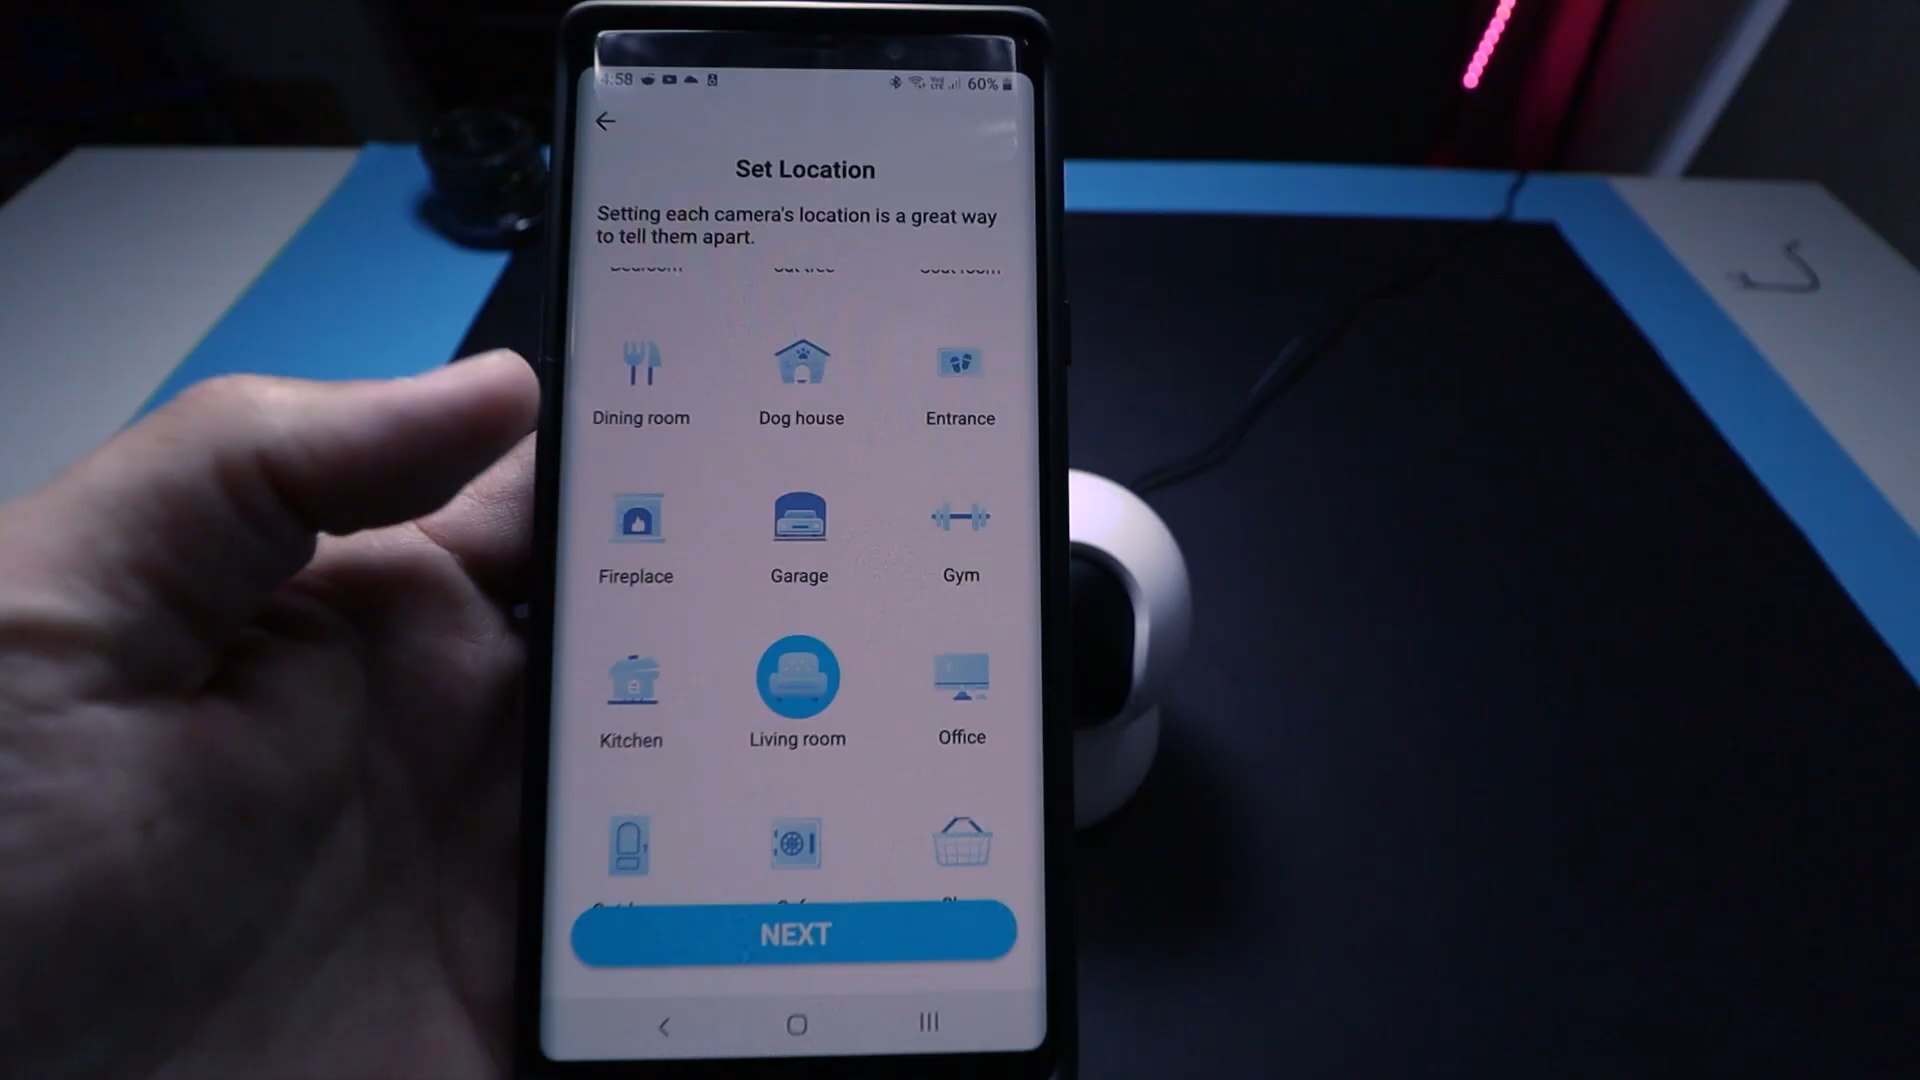 4:58
60%
Set Location
Setting each camera's location is a great way
to tell them apart.
Dining room Dog house Entrance
Fireplace Garage Gym
Kitchen Living room Office
NEXT